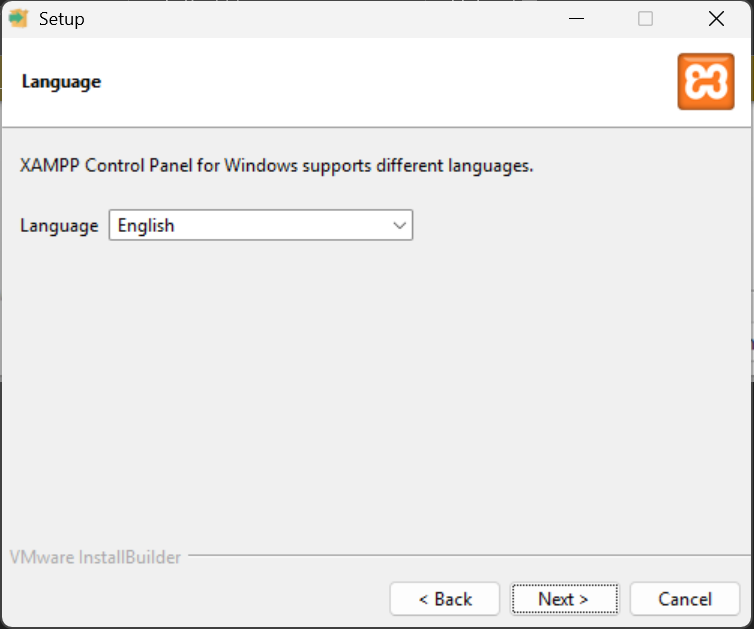 Setup
Language
XAMPP Control Panel for Windows supports different languages.
Language English
VMware InstallBuilder
< Back Next > Cancel